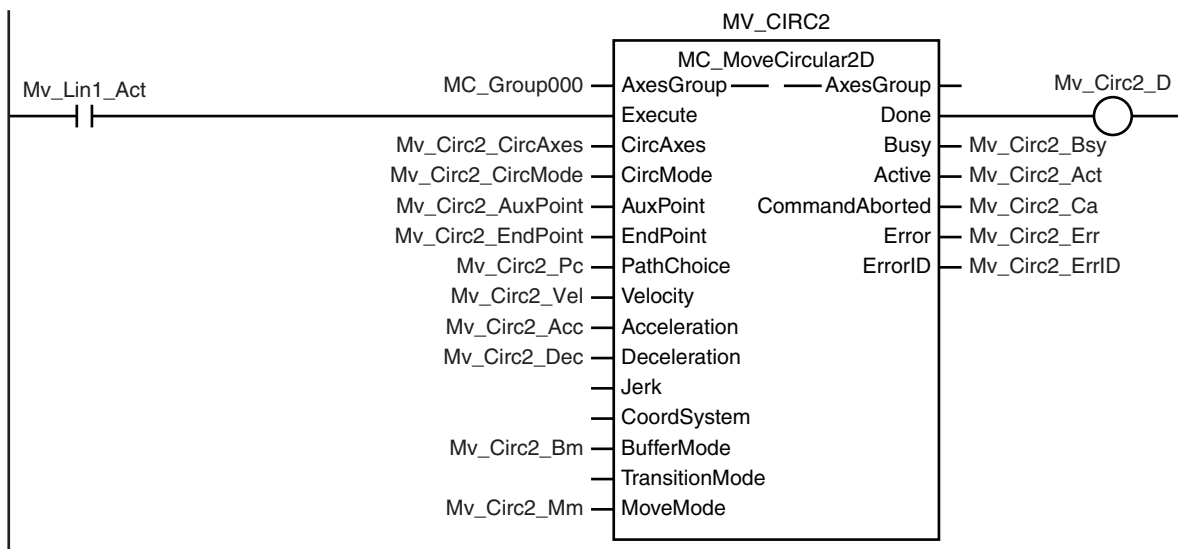 MV_CIRC2
MC_MoveCircular2D
Mv_Lin1_Act
MC_Group000 AxesGroup AxesGroup Mv_Circ2_D
Execute Done
Mv_Circ2_CircAxes CircAxes Busy Mv_Circ2_Bsy
Mv_Circ2_CircMode CircMode Active Mv_Circ2_Act
Mv_Circ2_AuxPoint AuxPoint CommandAborted Mv_Circ2_Ca
Mv_Circ2_EndPoint EndPoint Error Mv_Circ2_Err
Mv_Circ2_Pc PathChoice ErrorID Mv_Circ2_ErrID
Mv_Circ2_Vel Velocity
Mv_Circ2_Acc Acceleration
Mv_Circ2_Dec Deceleration
Jerk
CoordSystem
Mv_Circ2_Bm BufferMode
TransitionMode
Mv_Circ2_Mm MoveMode